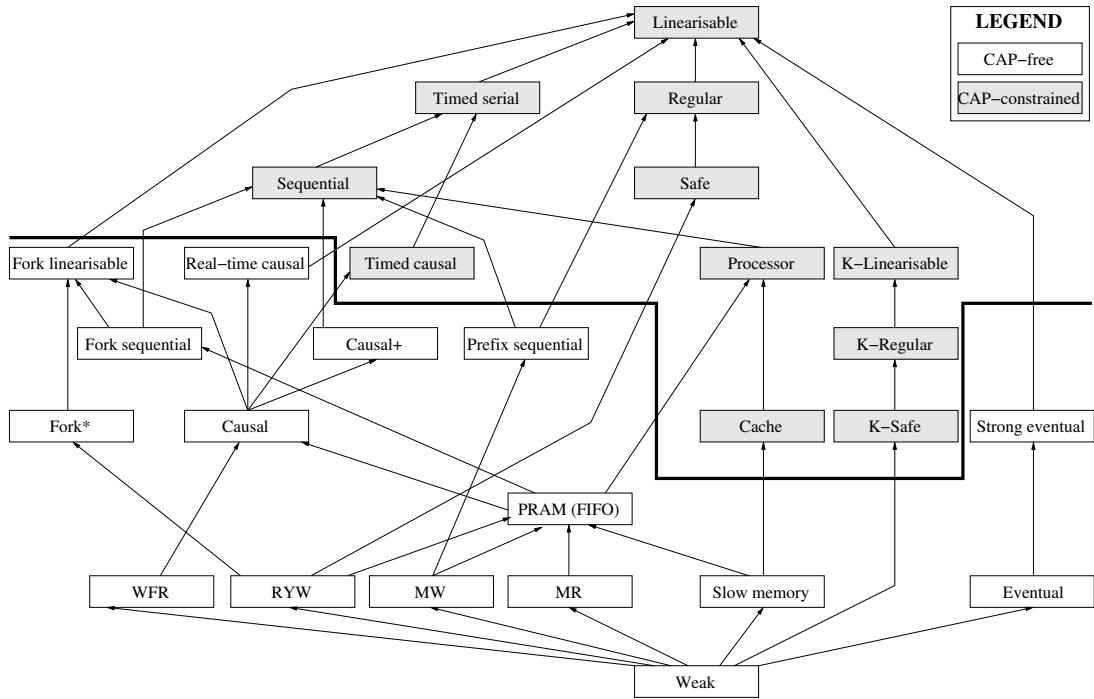 Linearisable
LEGEND
CAP-free
CAP-constrained
Timed serial
Regular
Sequential
Safe
Fork linearisable
Real-time causal
Timed causal
Processor
K-Linearisable
Fork sequential
Causal+
Prefix sequential
K-Regular
Fork*
Causal
Cache
K-Safe
Strong eventual
PRAM (FIFO)
WFR
RYW
MW
MR
Slow memory
Eventual
Weak